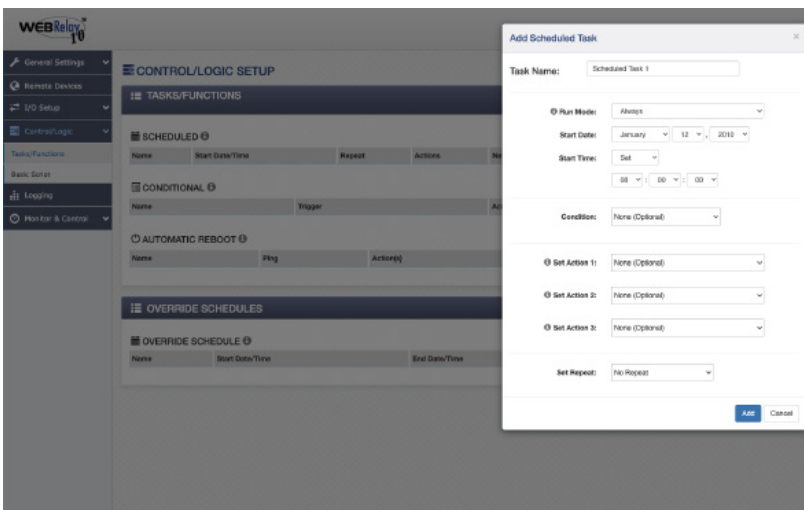 WEBRelay 10
General Settings
Remote Devices
I/O Setup
Control/Logic
Tasks/Functions
Basic Script
Logging
Monitor & Control
CONTROL/LOGIC SETUP
TASKS/FUNCTIONS
SCHEDULED
Name Start Date/Time Repeat Actions
CONDITIONAL
Name Trigger
AUTOMATIC REBOOT
Name Ping Action(s)
OVERRIDE SCHEDULES
OVERRIDE SCHEDULE
Name Start Date/Time End Date/Time
Add Scheduled Task ×
Task Name: Scheduled Task 1
Run Mode: Always
Start Date: January 12, 2010
Start Time: Set
08 : 00 : 00
Condition: None (Optional)
Set Action 1: None (Optional)
Set Action 2: None (Optional)
Set Action 3: None (Optional)
Set Repeat: No Repeat
Add Cancel